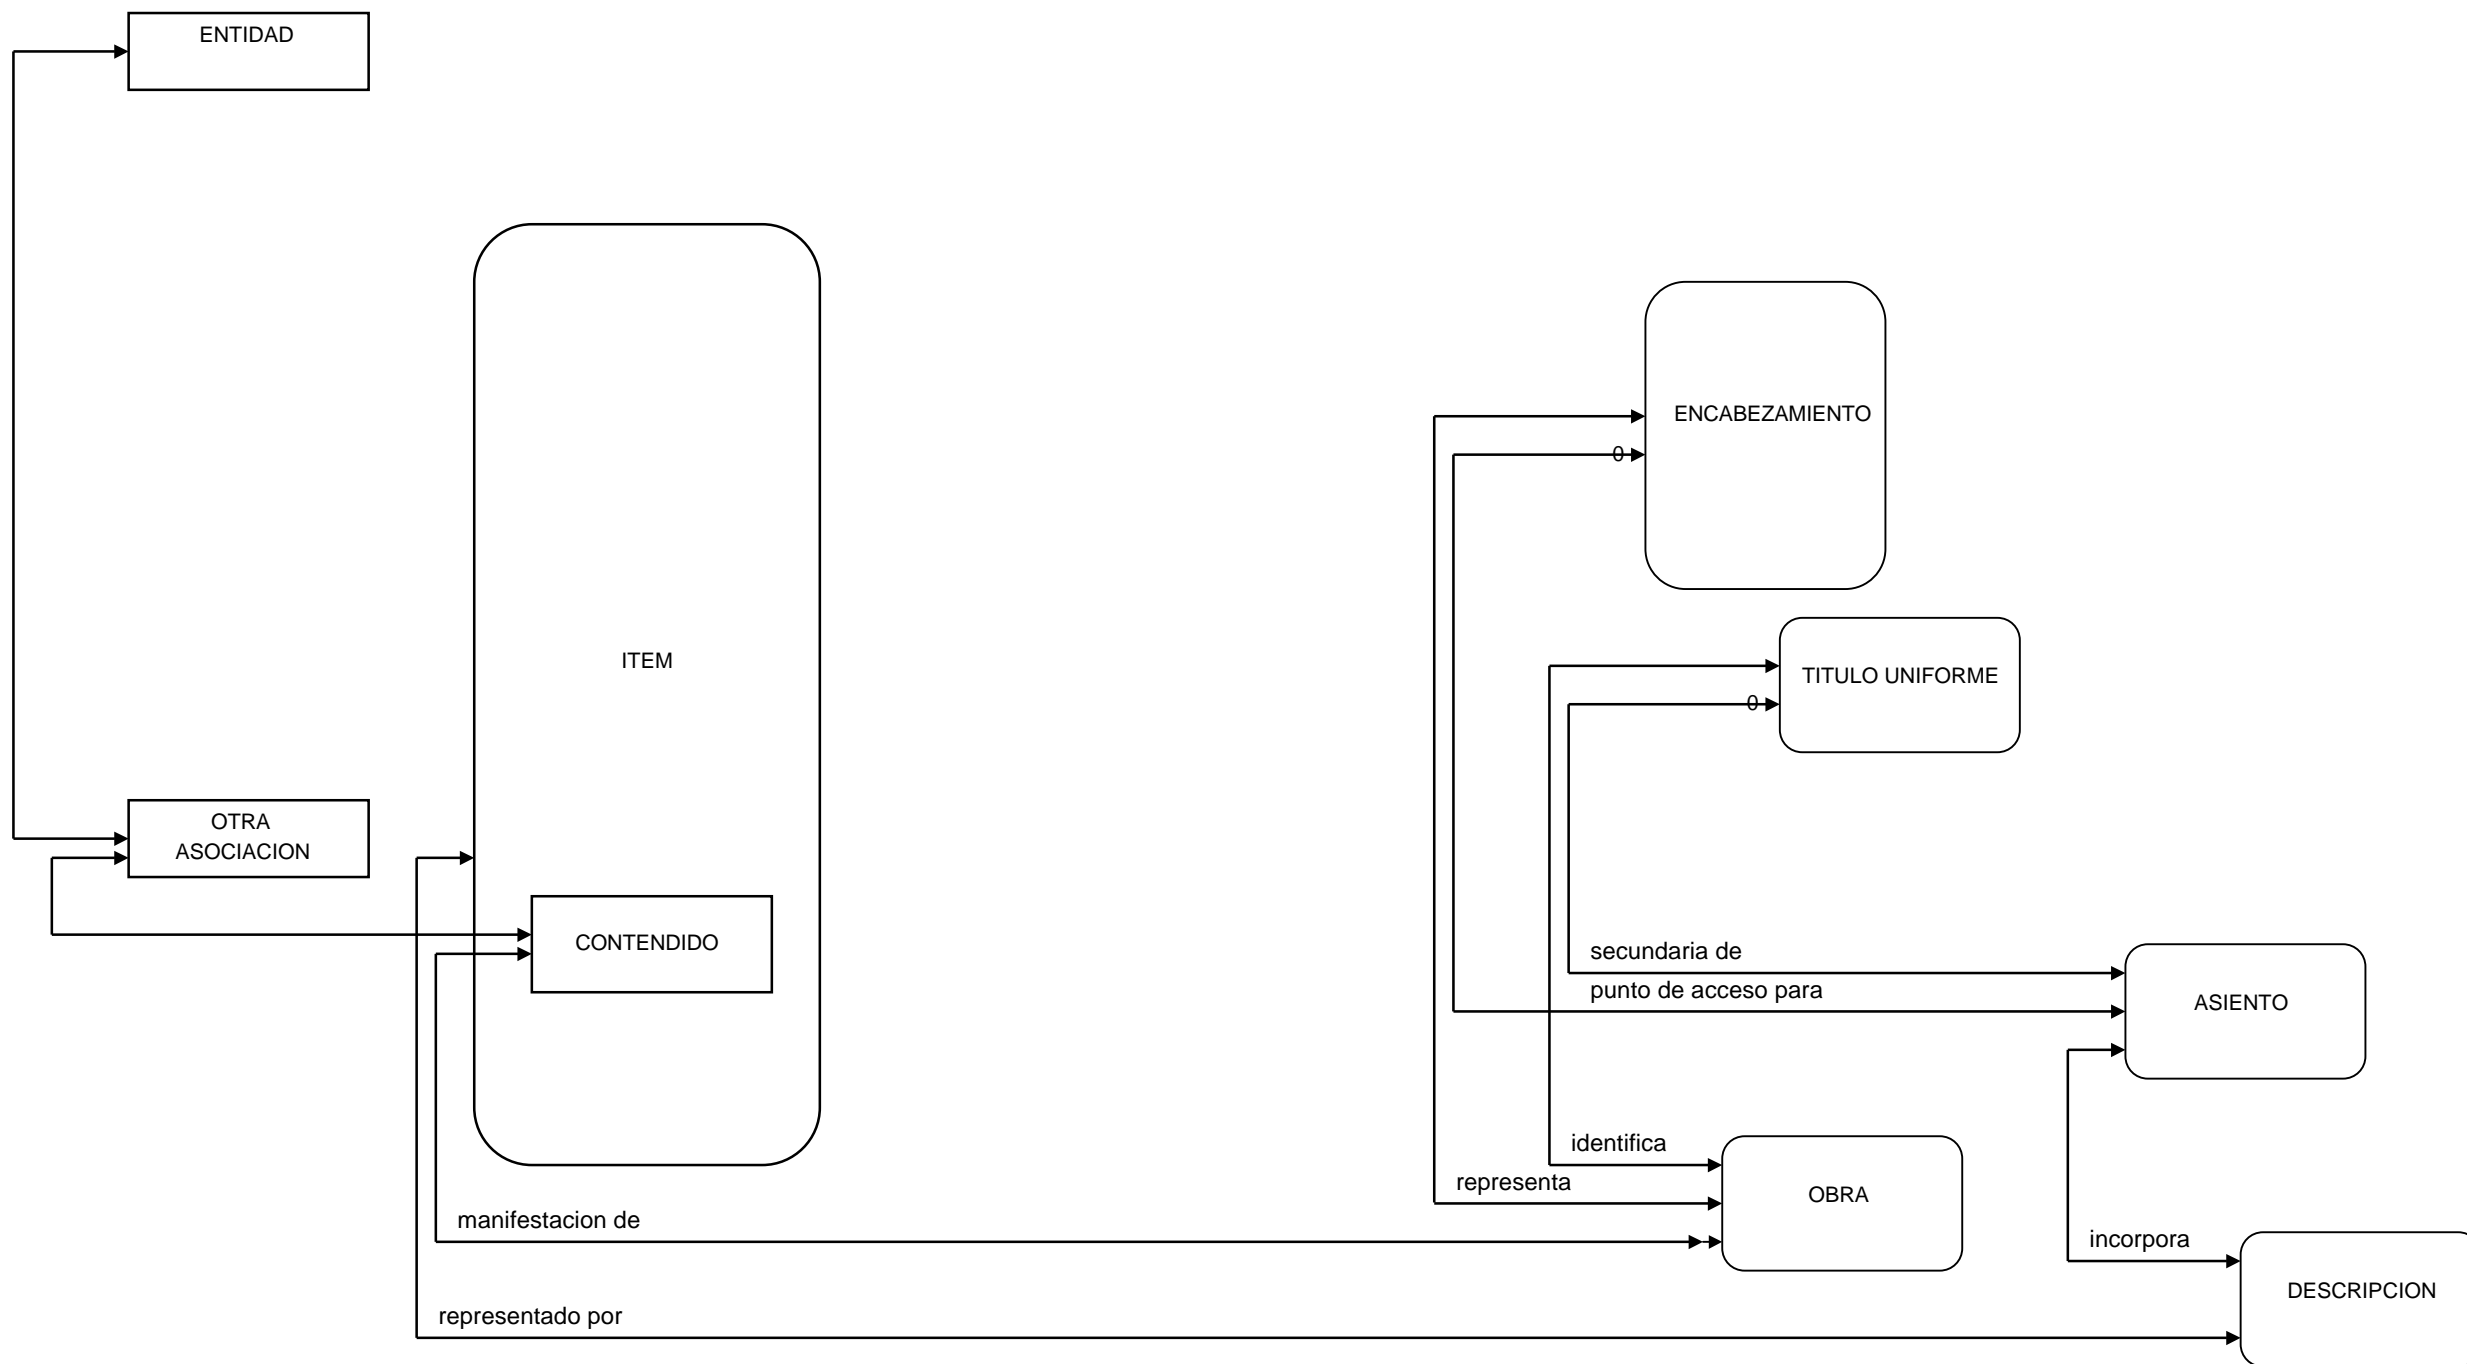 ENTIDAD
ENCABEZAMIENTO
0
ITEM
TITULO UNIFORME
0
OTRA
ASOCIACION
CONTENDIDO
secundaria de
punto de acceso para
ASIENTO
identifica
representa
OBRA
manifestacion de
incorpora
DESCRIPCION
representado por